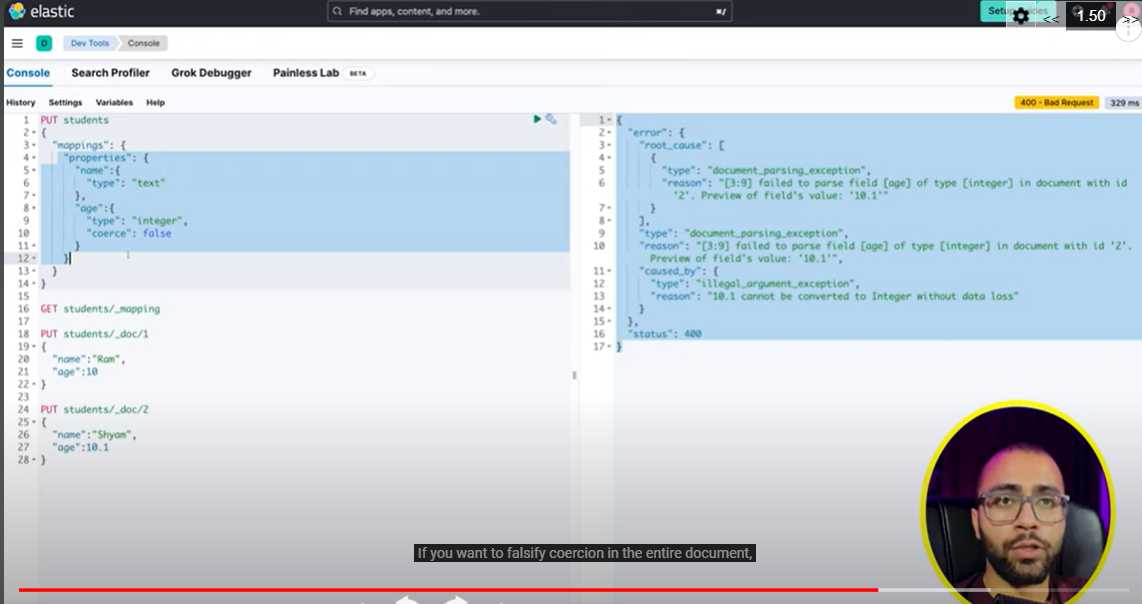 elastic
Find apps, content, and more.
⌘/
<<
1.50
>>
D
Dev Tools
Console
Console
Search Profiler
Grok Debugger
Painless Lab
BETA
History
Settings
Variables
Help
400 - Bad Request
329 ms
1 PUT students
2 {
3 "mappings": {
4 "properties": {
5 "name":{
6 "type": "text"
7 },
8 "age":{
9 "type": "integer",
10 "coerce": false
11 }
12 }
13 }
14 }
15
16 GET students/_mapping
17
18 PUT students/_doc/1
19 {
20 "name":"Ram",
21 "age":10
22 }
23
24 PUT students/_doc/2
25 {
26 "name":"Shyam",
27 "age":10.1
28 }
1 {
2 "error": {
3 "root_cause": [
4 {
5 "type": "document_parsing_exception",
6 "reason": "[3:9] failed to parse field [age] of type [integer] in document with id
'2'. Preview of field's value: '10.1'"
7 }
8 ],
9 "type": "document_parsing_exception",
10 "reason": "[3:9] failed to parse field [age] of type [integer] in document with id '2'.
Preview of field's value: '10.1'",
11 "caused_by": {
12 "type": "illegal_argument_exception",
13 "reason": "10.1 cannot be converted to Integer without data loss"
14 }
15 },
16 "status": 400
17 }
If you want to falsify coercion in the entire document,